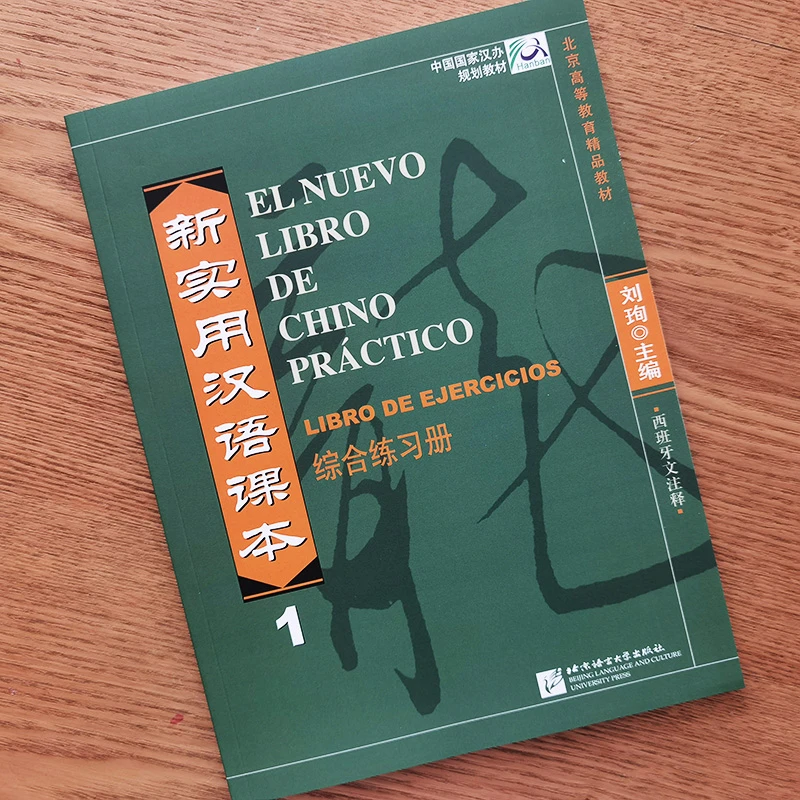 中国国家汉办
规划教材
Hanban
北京高等教育精品教材
新实用汉语课本
1
EL NUEVO
LIBRO
DE
CHINO
PRÁCTICO
LIBRO DE EJERCICIOS
综合练习册
刘珣◎主编
西班牙文注释
北京语言大学出版社
BEIJING LANGUAGE AND CULTURE
UNIVERSITY PRESS